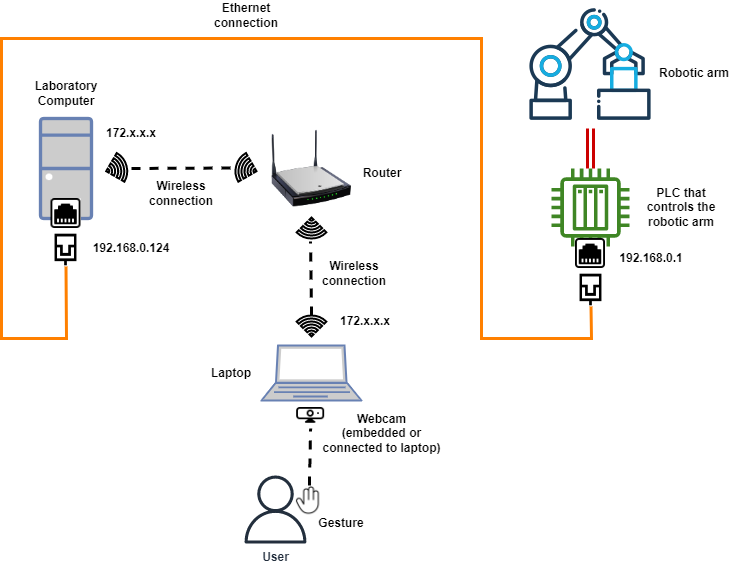 Ethernet
connection
Robotic arm
Laboratory
Computer
172.x.x.x
Wireless
connection
Router
PLC that
controls the
robotic arm
192.168.0.124
192.168.0.1
Wireless
connection
172.x.x.x
Laptop
Webcam
(embedded or
connected to laptop)
Gesture
User